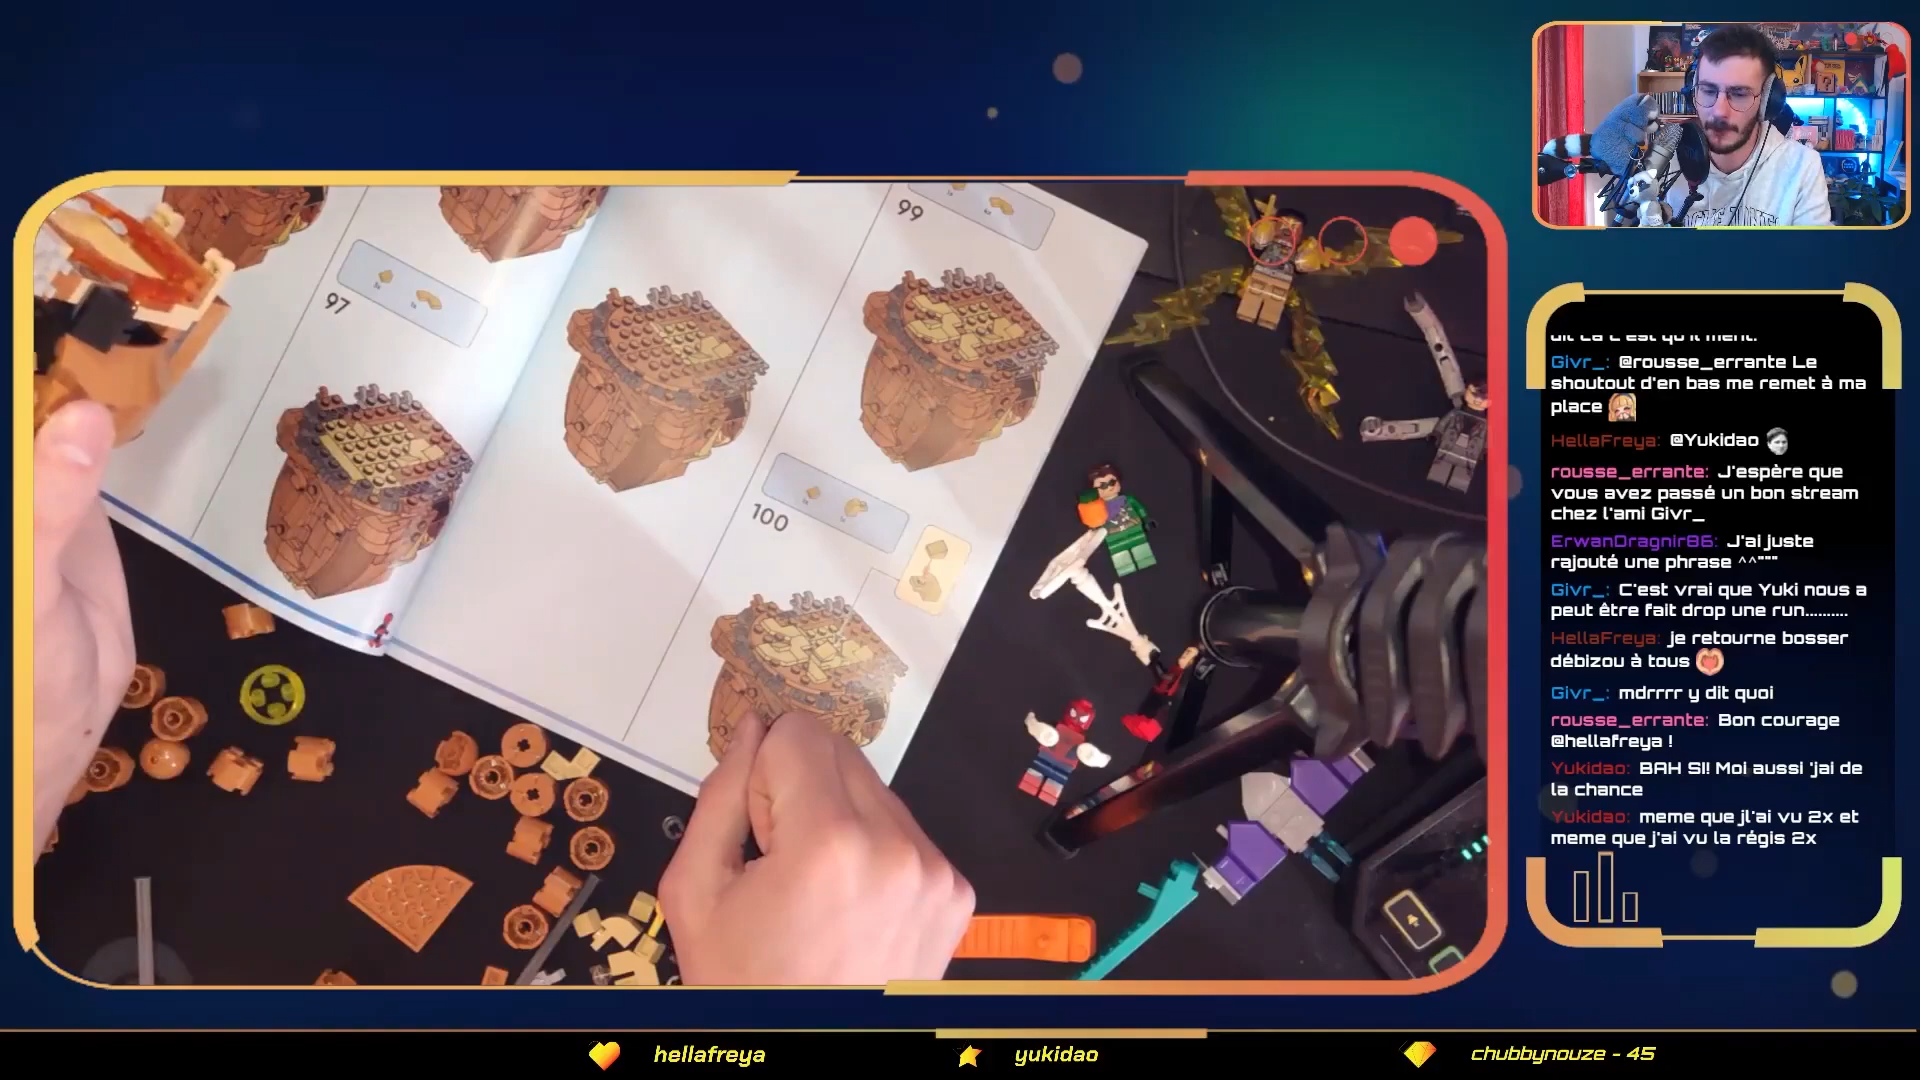 99
97
100
Givr_: @rousse_errante Le
shoutout d'en bas me remet à ma
place
HellaFreya: @Yukidao
rousse_errante: J'espère que
vous avez passé un bon stream
chez l'ami Givr_
ErwanDragnir86: J'ai juste
rajouté une phrase ^^"""
Givr_: C'est vrai que Yuki nous a
peut être fait drop une run..........
HellaFreya: je retourne bosser
débizou à tous
Givr_: mdrrrr y dit quoi
rousse_errante: Bon courage
@hellafreya !
Yukidao: BAH SI! Moi aussi 'jai de
la chance
Yukidao: meme que jl'ai vu 2x et
meme que j'ai vu la régis 2x
hellafreya
yukidao
chubbynouze - 45